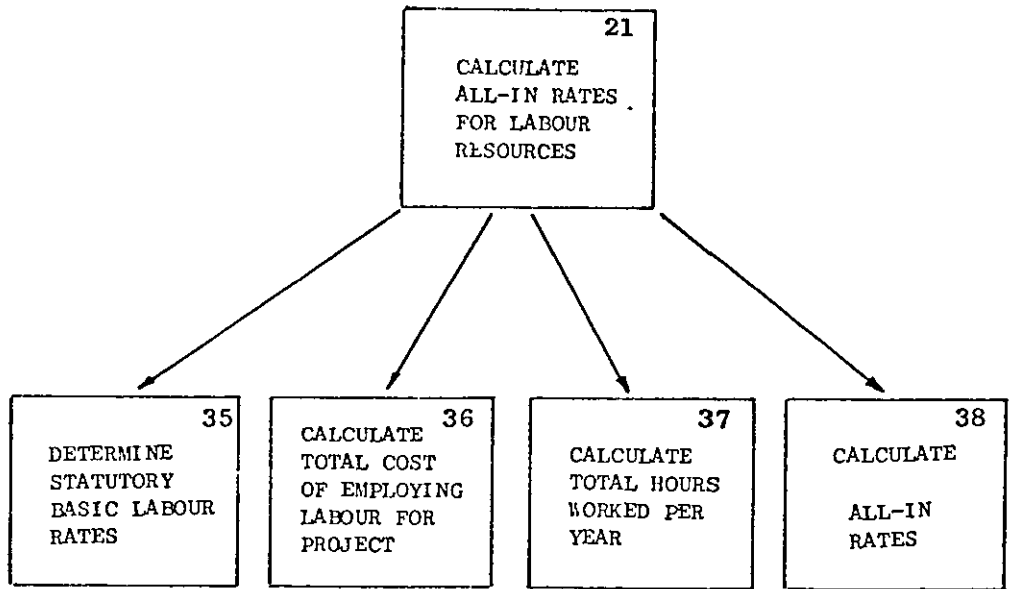 21
CALCULATE
ALL-IN RATES
FOR LABOUR
RESOURCES
35
DETERMINE
STATUTORY
BASIC LABOUR
RATES
36
CALCULATE
TOTAL COST
OF EMPLOYING
LABOUR FOR
PROJECT
37
CALCULATE
TOTAL HOURS
WORKED PER
YEAR
38
CALCULATE
ALL-IN
RATES